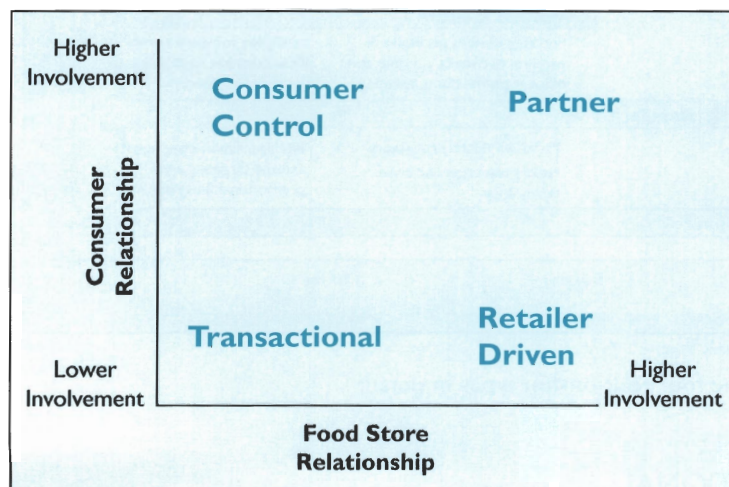 Higher
Involvement
Consumer
Control
Partner
Consumer
Relationship
Transactional
Retailer
Driven
Lower
Involvement
Higher
Involvement
Food Store
Relationship